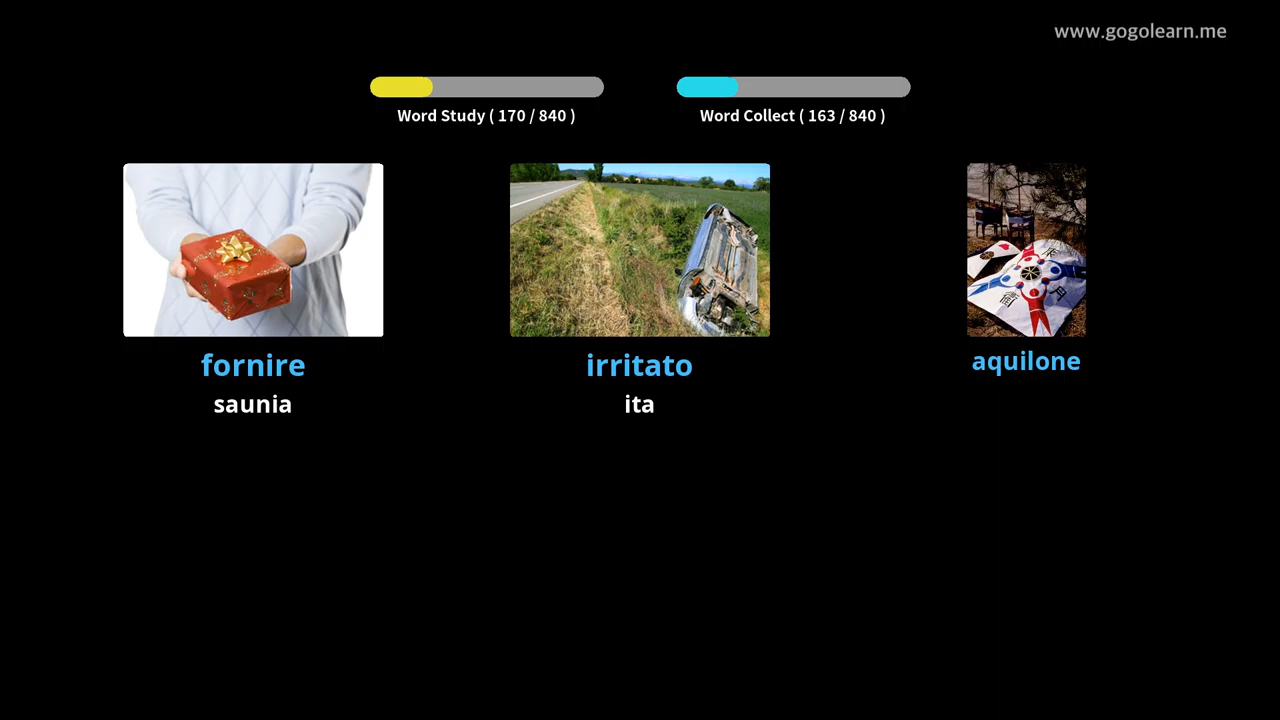 www.gogolearn.me
Word Study ( 170 / 840 )
Word Collect ( 163 / 840 )
fornire
saunia
irritato
ita
aquilone